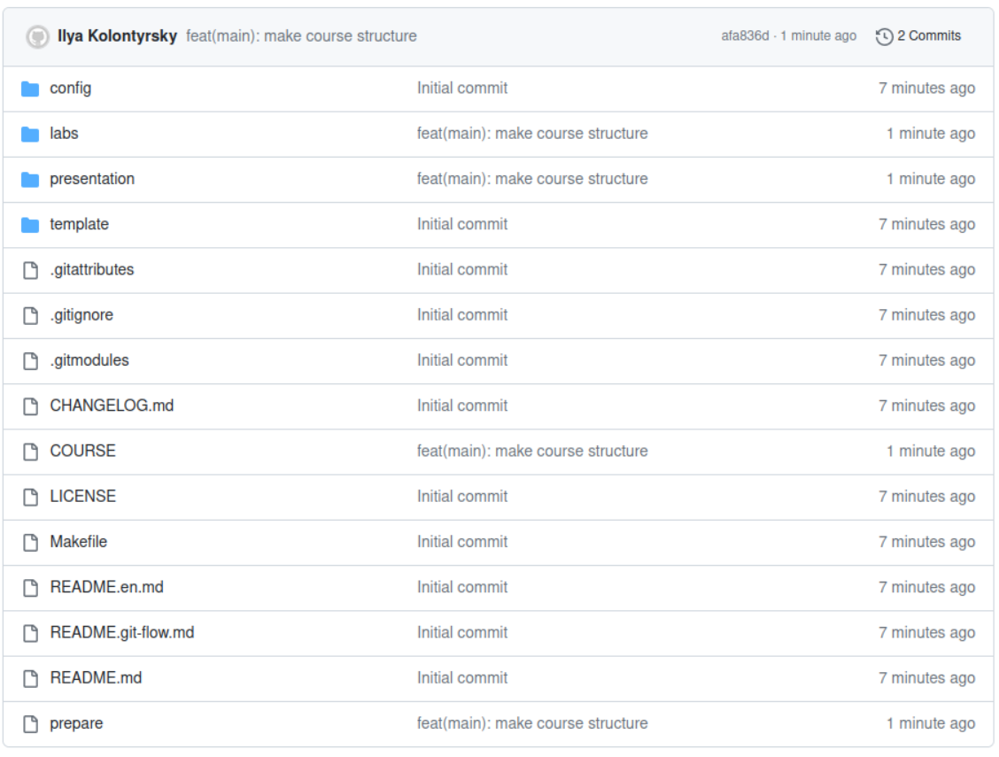 Ilya Kolontyrsky feat(main): make course structure afa836d · 1 minute ago 2 Commits
config Initial commit 7 minutes ago
labs feat(main): make course structure 1 minute ago
presentation feat(main): make course structure 1 minute ago
template Initial commit 7 minutes ago
.gitattributes Initial commit 7 minutes ago
.gitignore Initial commit 7 minutes ago
.gitmodules Initial commit 7 minutes ago
CHANGELOG.md Initial commit 7 minutes ago
COURSE feat(main): make course structure 1 minute ago
LICENSE Initial commit 7 minutes ago
Makefile Initial commit 7 minutes ago
README.en.md Initial commit 7 minutes ago
README.git-flow.md Initial commit 7 minutes ago
README.md Initial commit 7 minutes ago
prepare feat(main): make course structure 1 minute ago